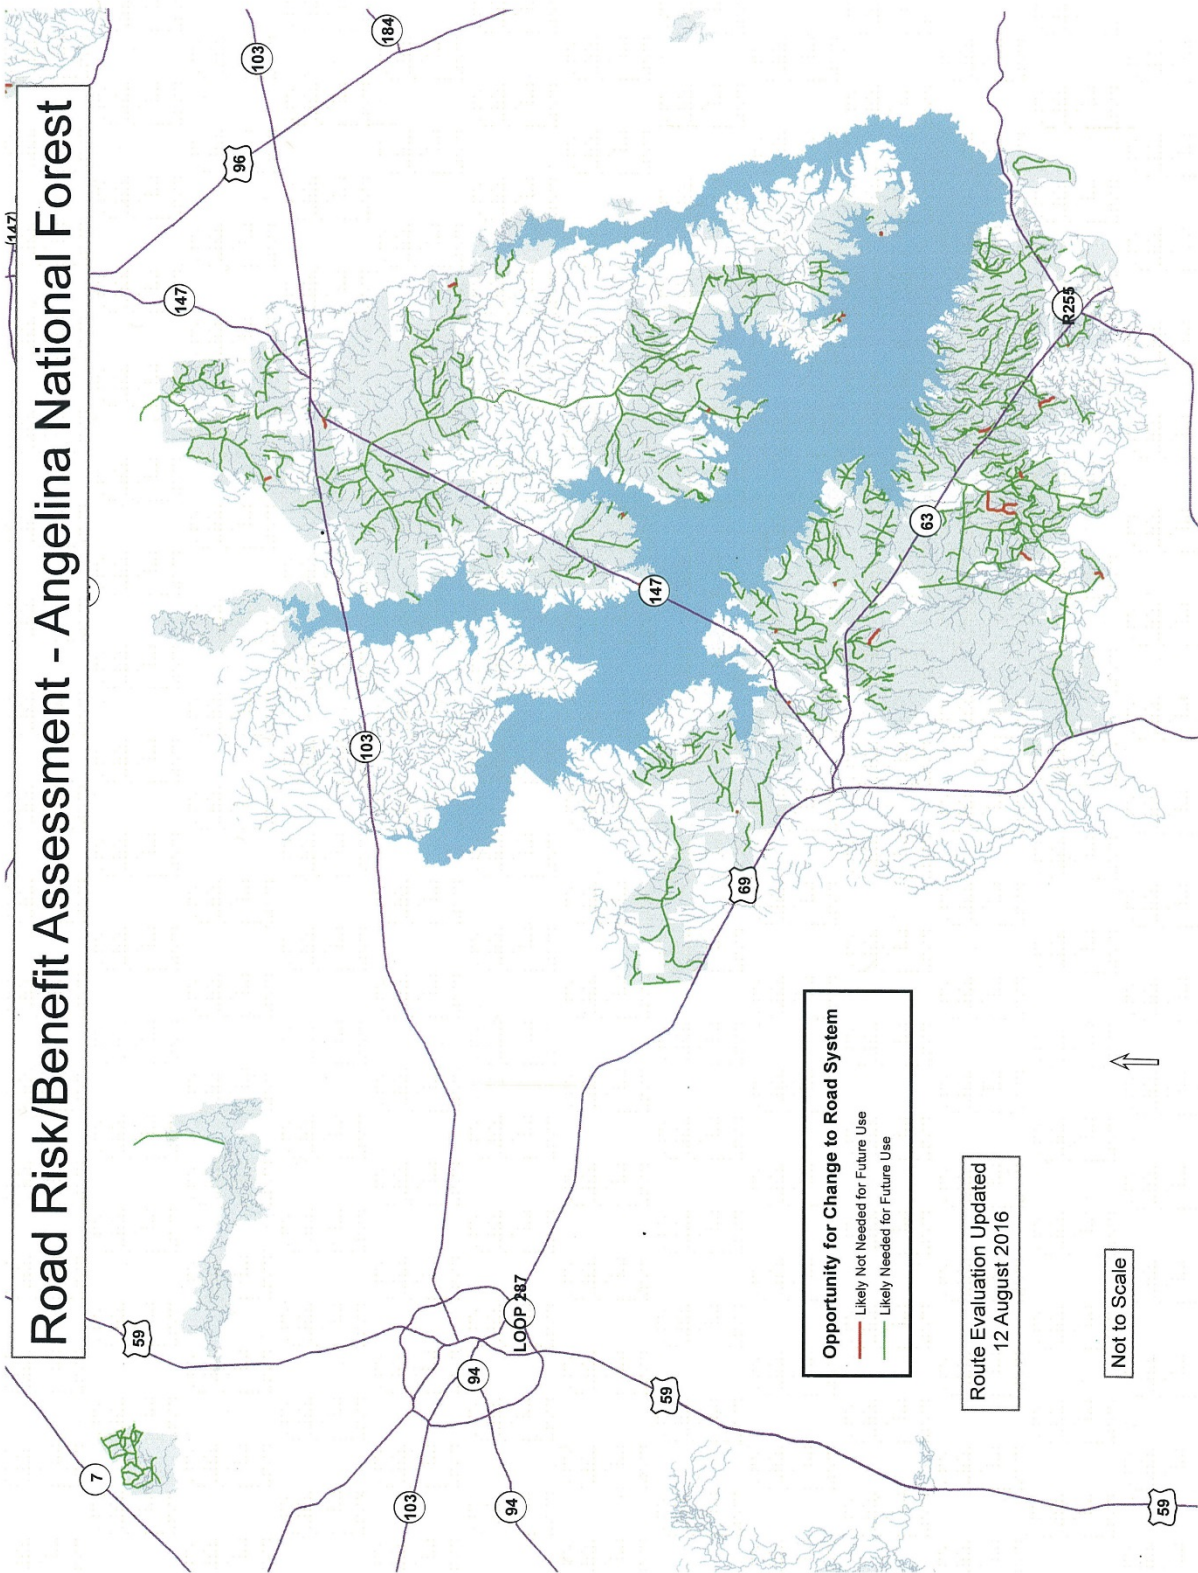 147
Road Risk/Benefit Assessment - Angelina National Forest
7
59
147
96
103
103
184
103
94
94
LOOP 287
147
59
69
Opportunity for Change to Road System
Likely Not Needed for Future Use
Likely Needed for Future Use
63
Route Evaluation Updated
12 August 2016
R255
Not to Scale
103
59